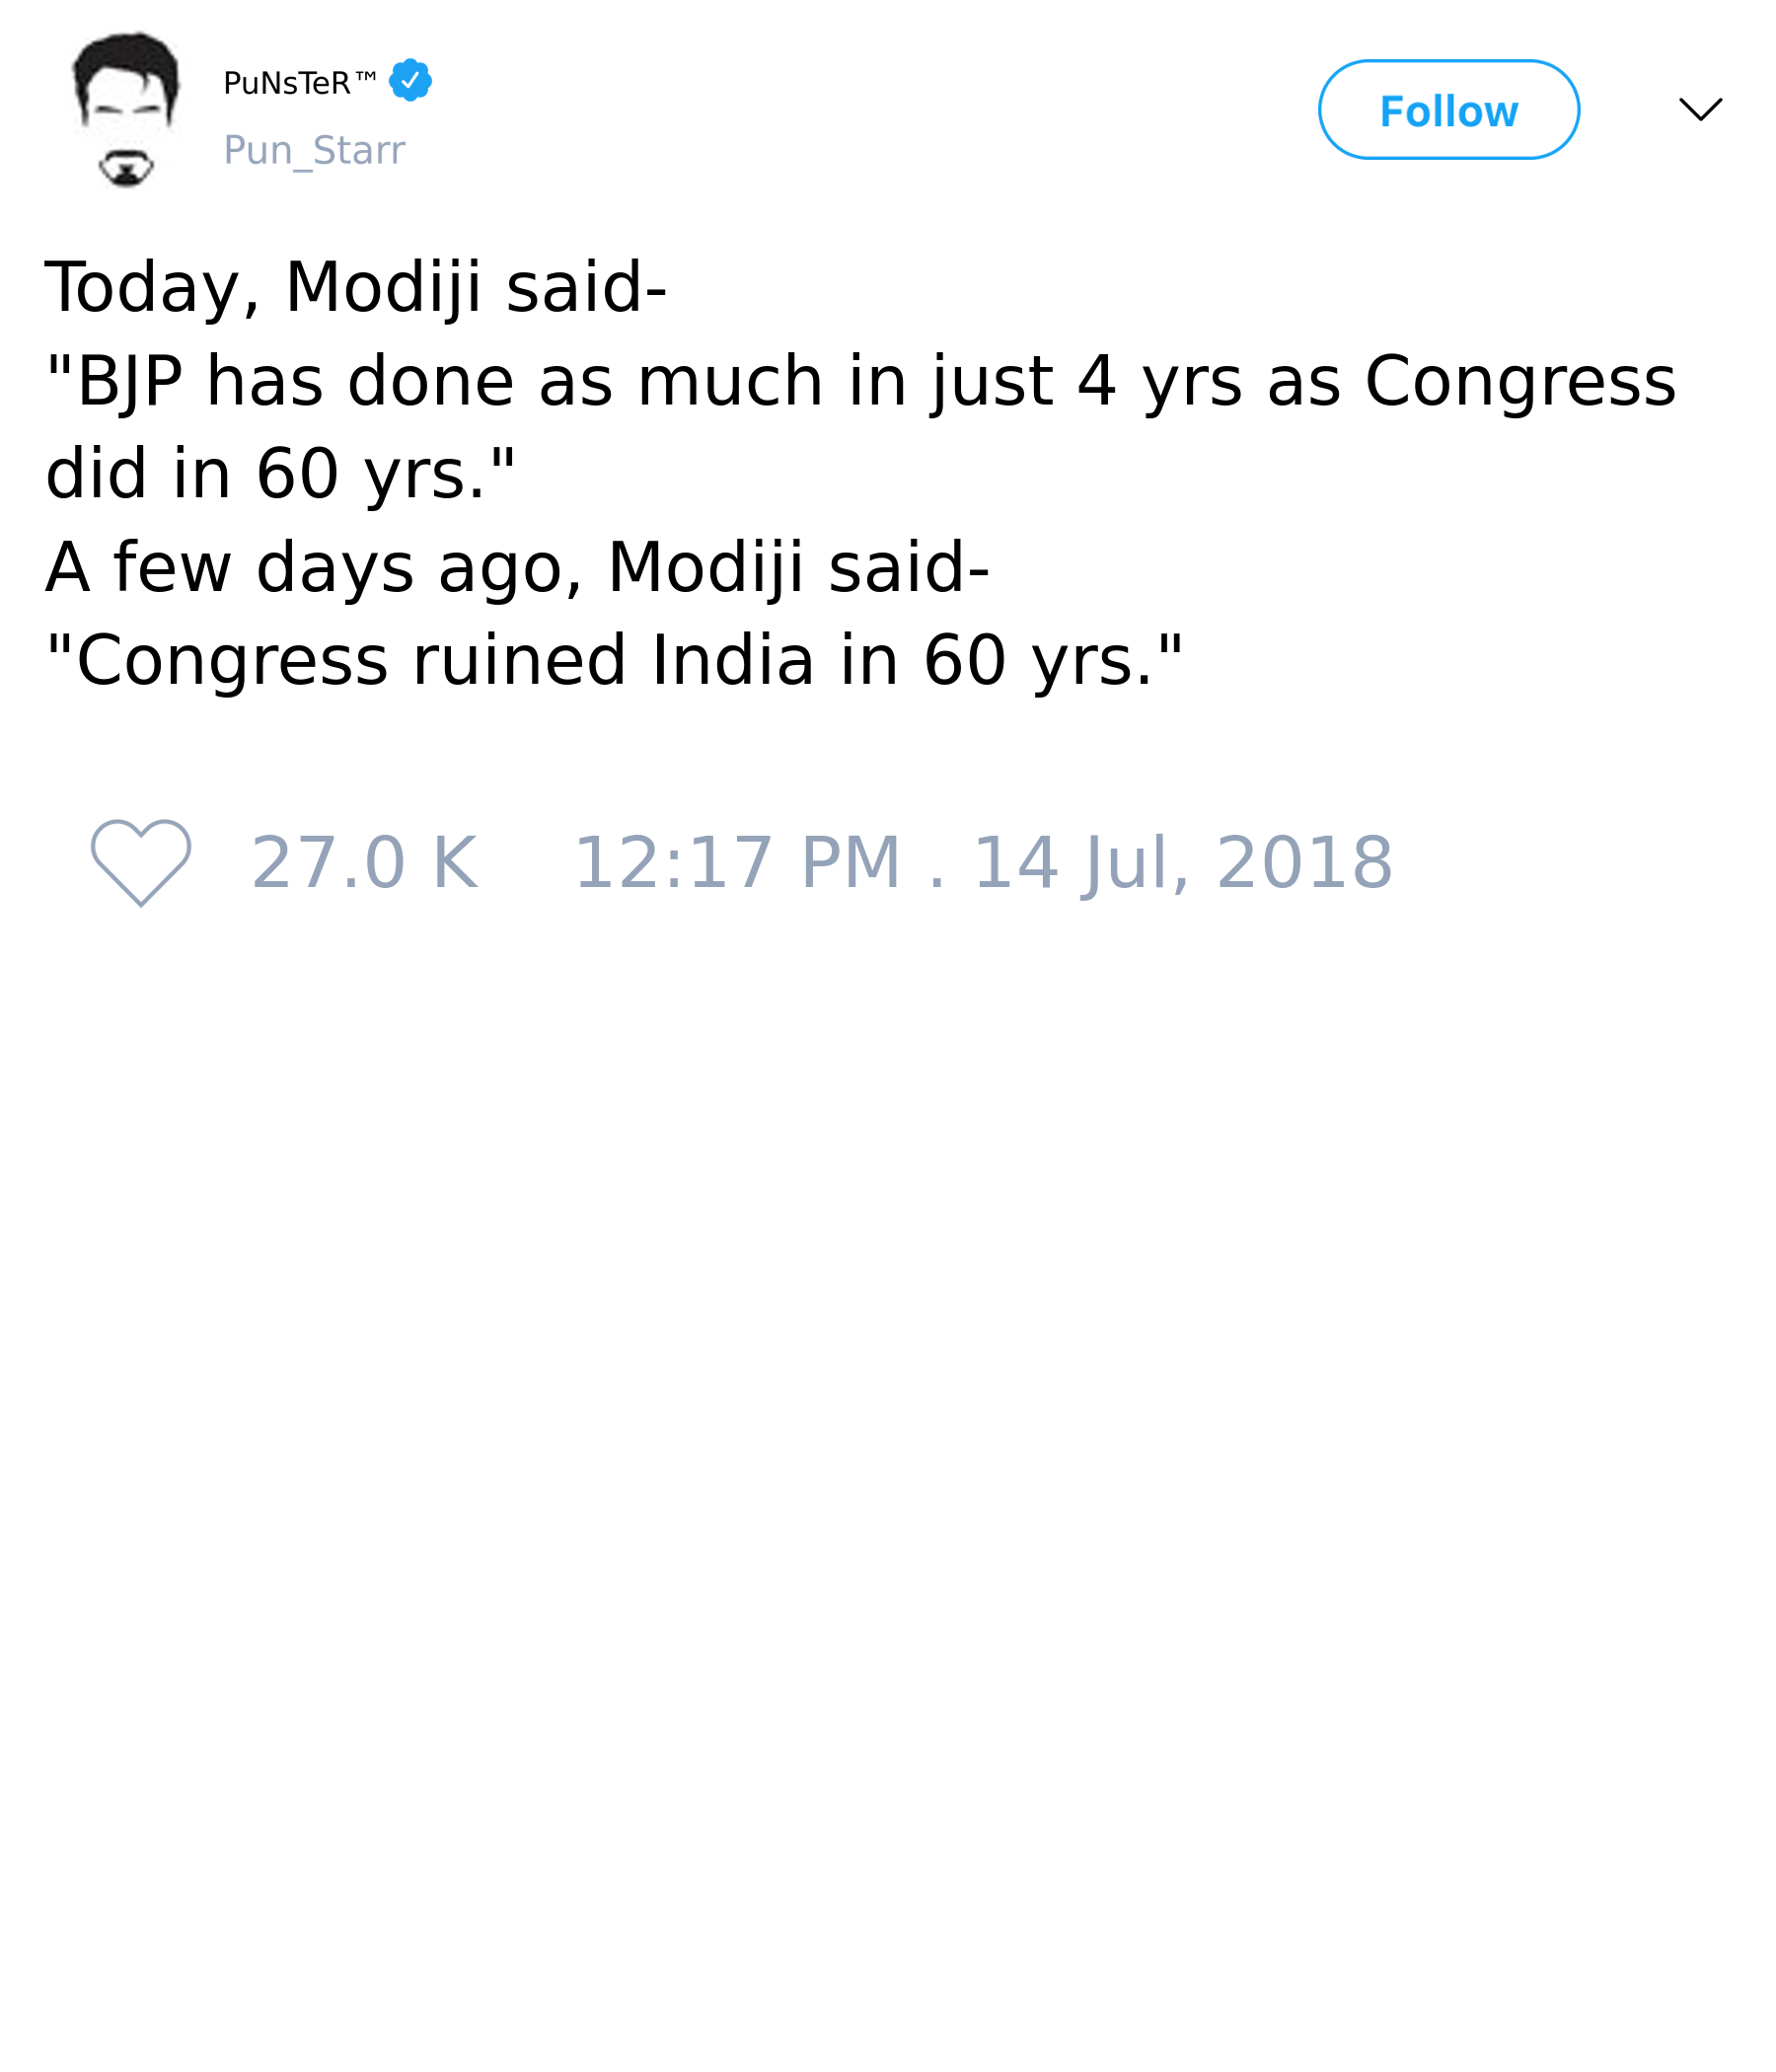 PuNsTeR™
Pun_Starr
Follow
Today, Modiji said-
"BJP has done as much in just 4 yrs as Congress
did in 60 yrs."
A few days ago, Modiji said-
"Congress ruined India in 60 yrs."
27.0 K 12:17 PM . 14 Jul, 2018